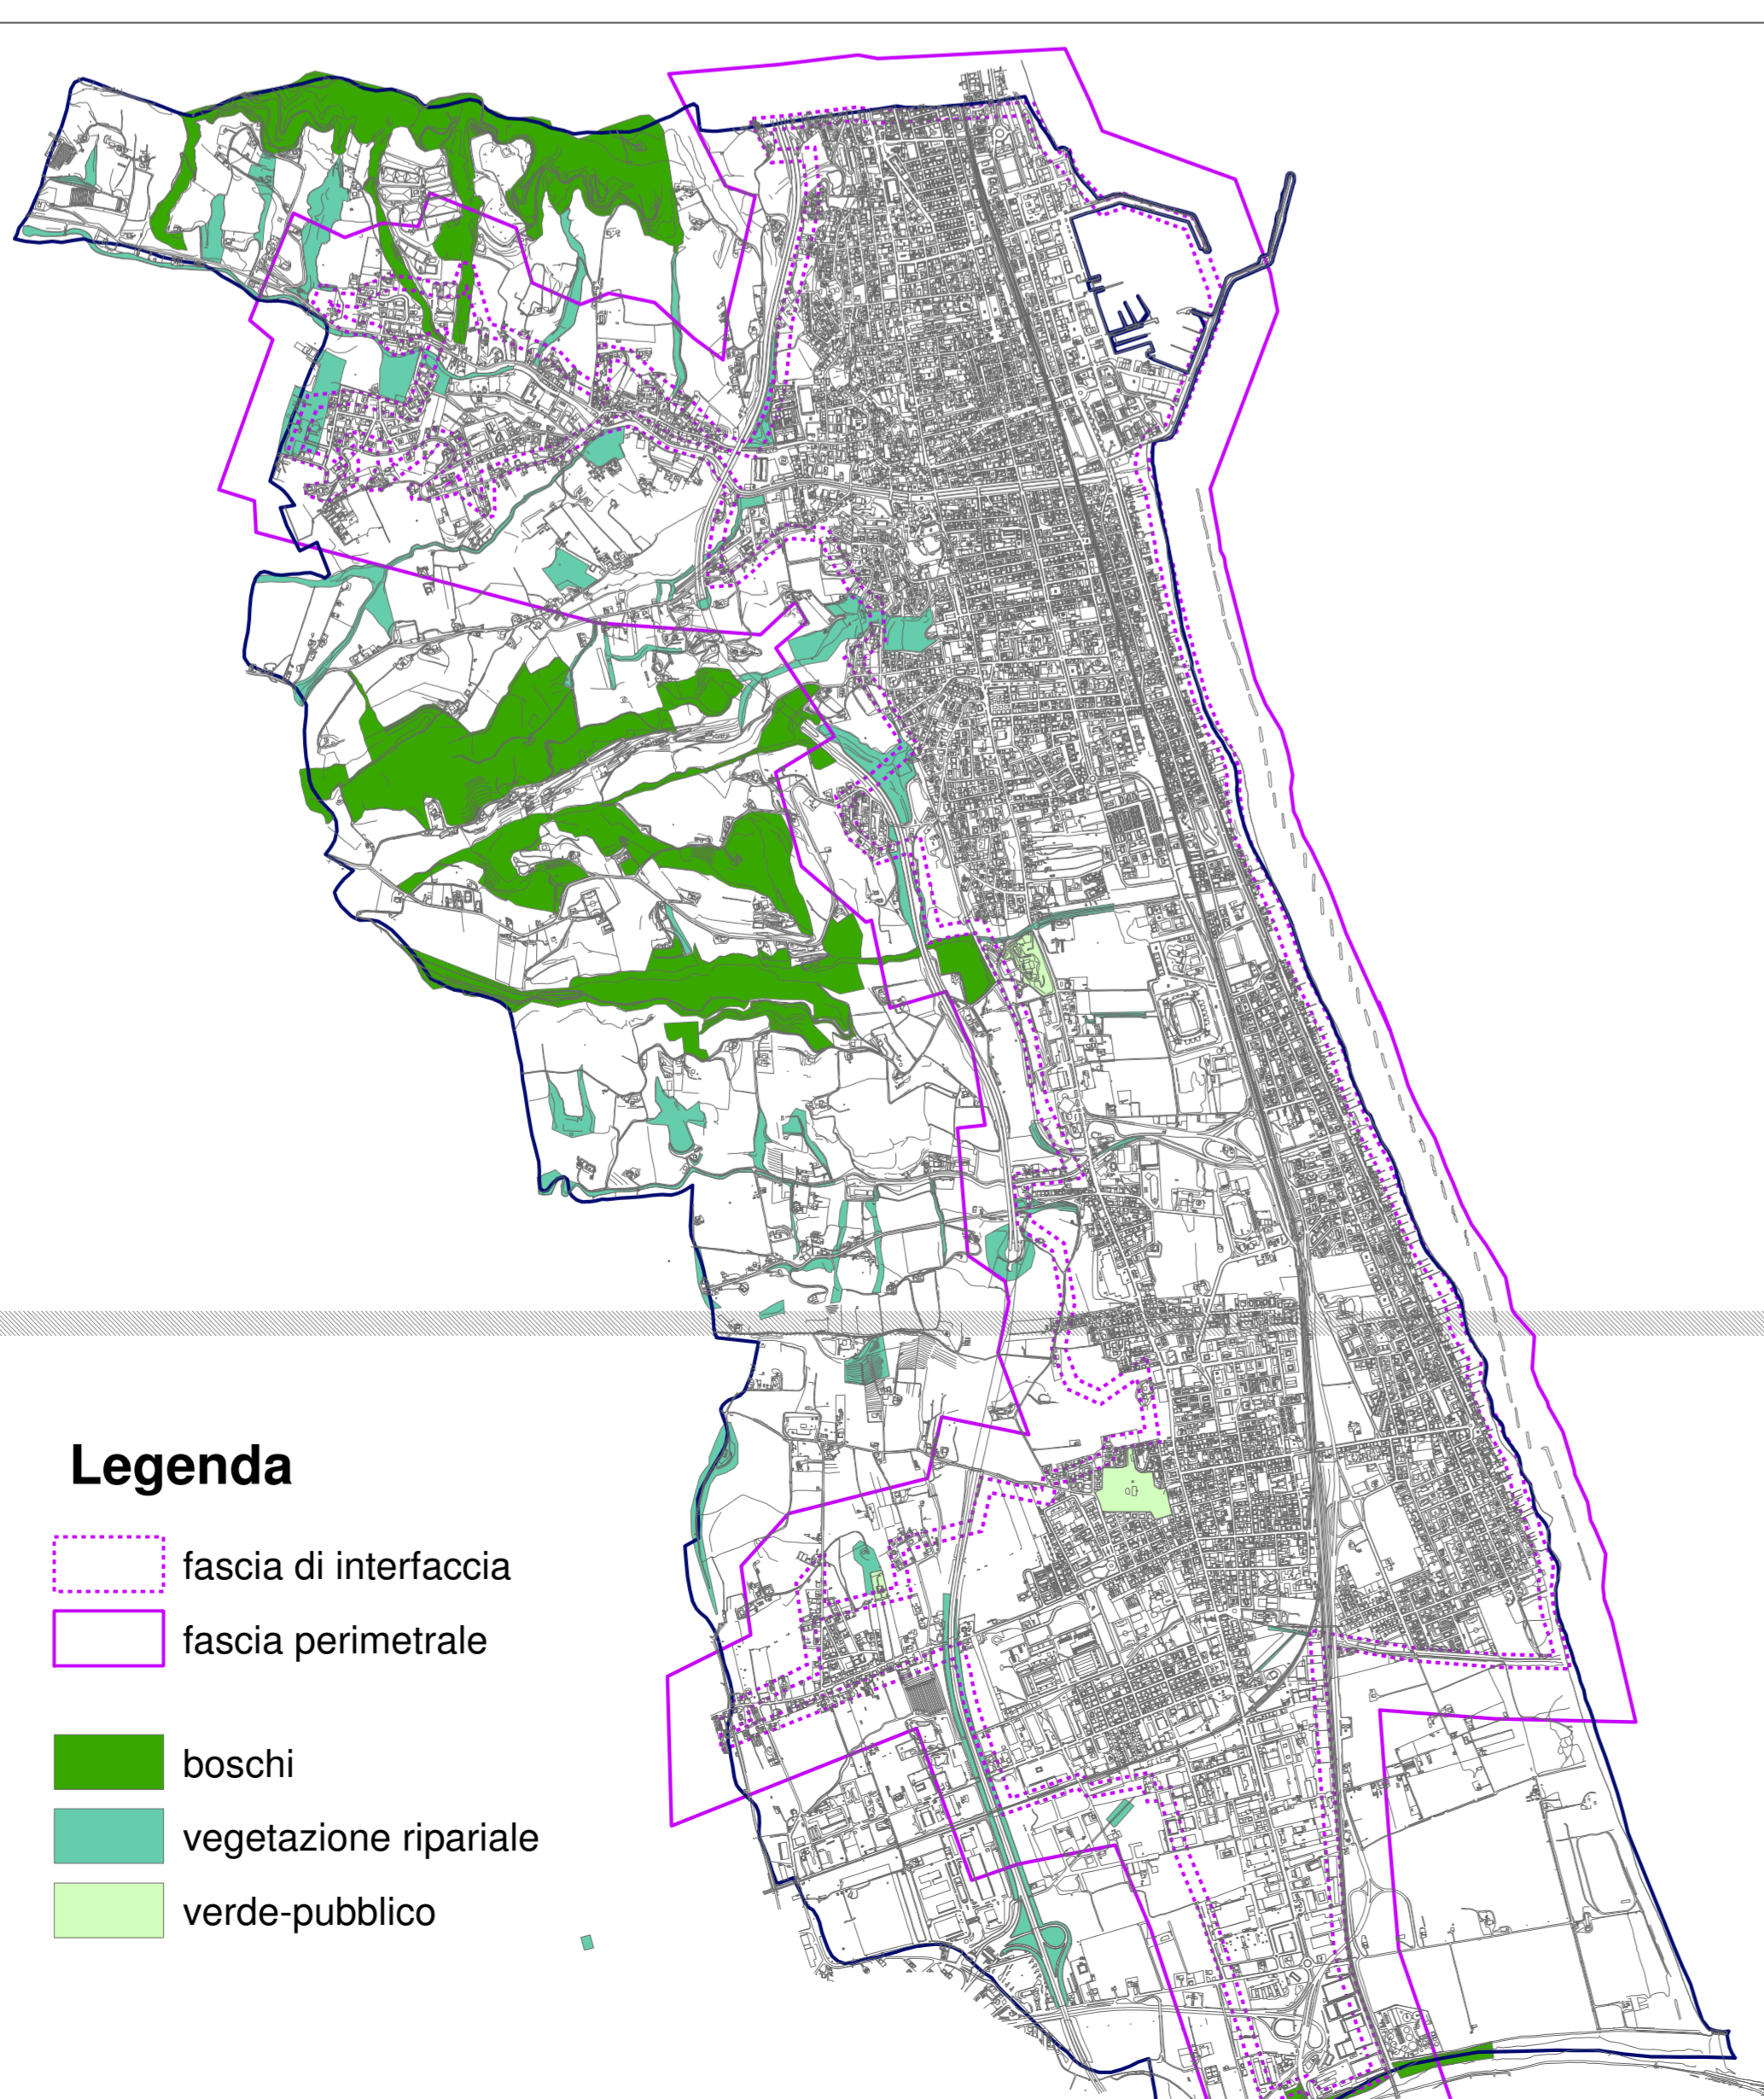 Legenda
fascia di interfaccia
fascia perimetrale
boschi
vegetazione ripariale
verde-pubblico